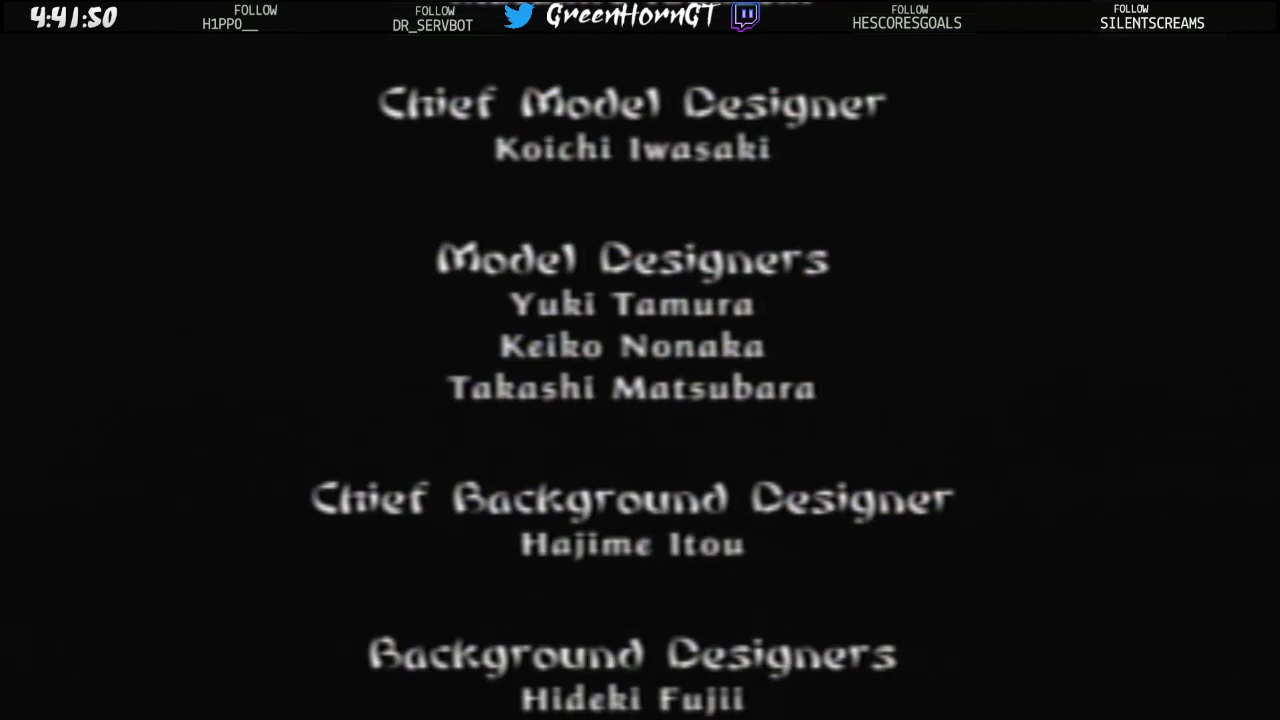 4:41:50
FOLLOW
H1PP0__
FOLLOW
DR_SERVBOT
GreenHornGT
FOLLOW
HESCORESGOALS
FOLLOW
SILENTSCREAMS
Chief Model Designer
Koichi Iwasaki
Model Designers
Yuki Tamura
Keiko Nonaka
Takashi Matsubara
Chief Background Designer
Hajime Itou
Background Designers
Hideki Fujii